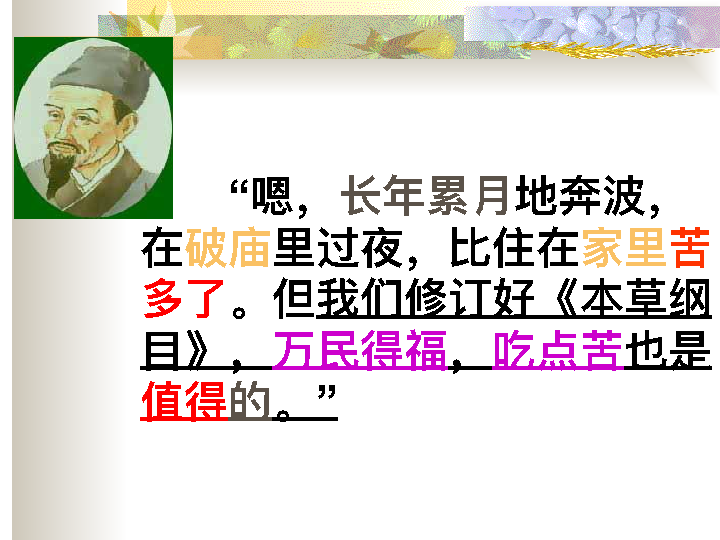 “嗯，长年累月地奔波，
在破庙里过夜，比住在家里苦
多了。但我们修订好《本草纲
目》，万民得福，吃点苦也是
值得的。”